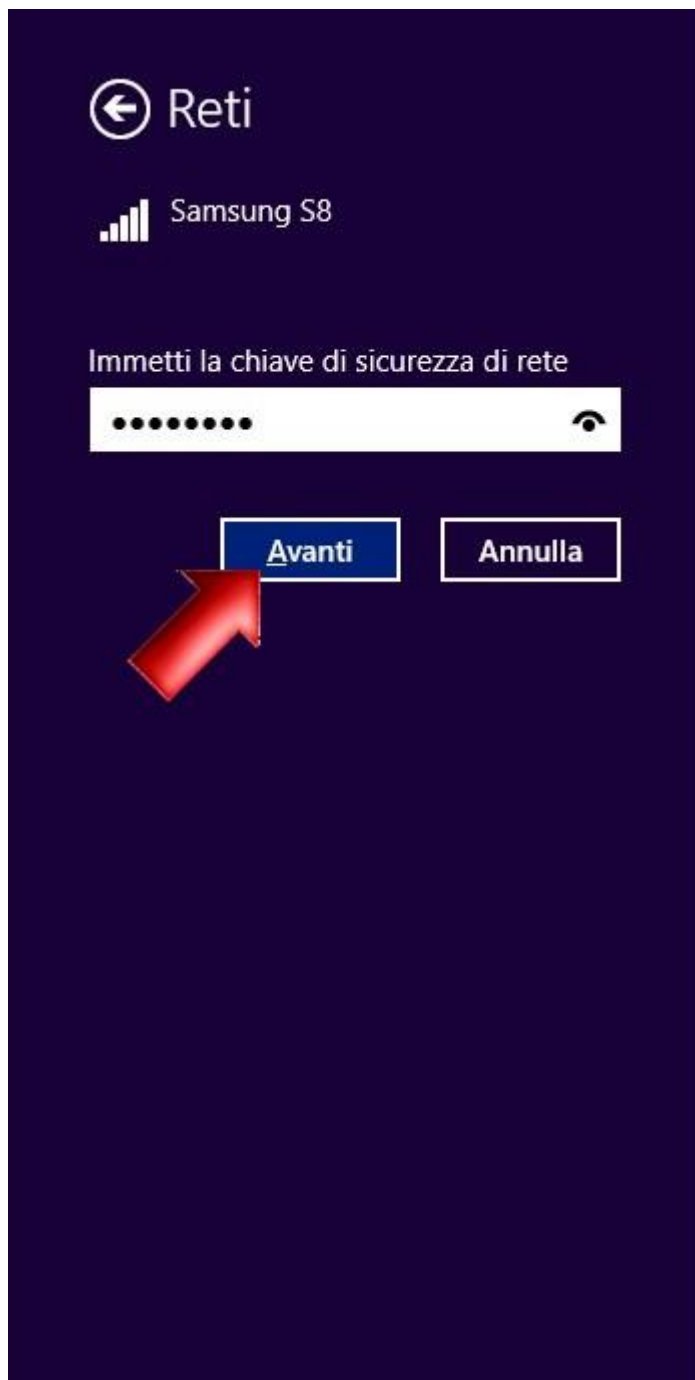 Reti
Samsung S8
Immetti la chiave di sicurezza di rete
••••••••
Avanti
Annulla